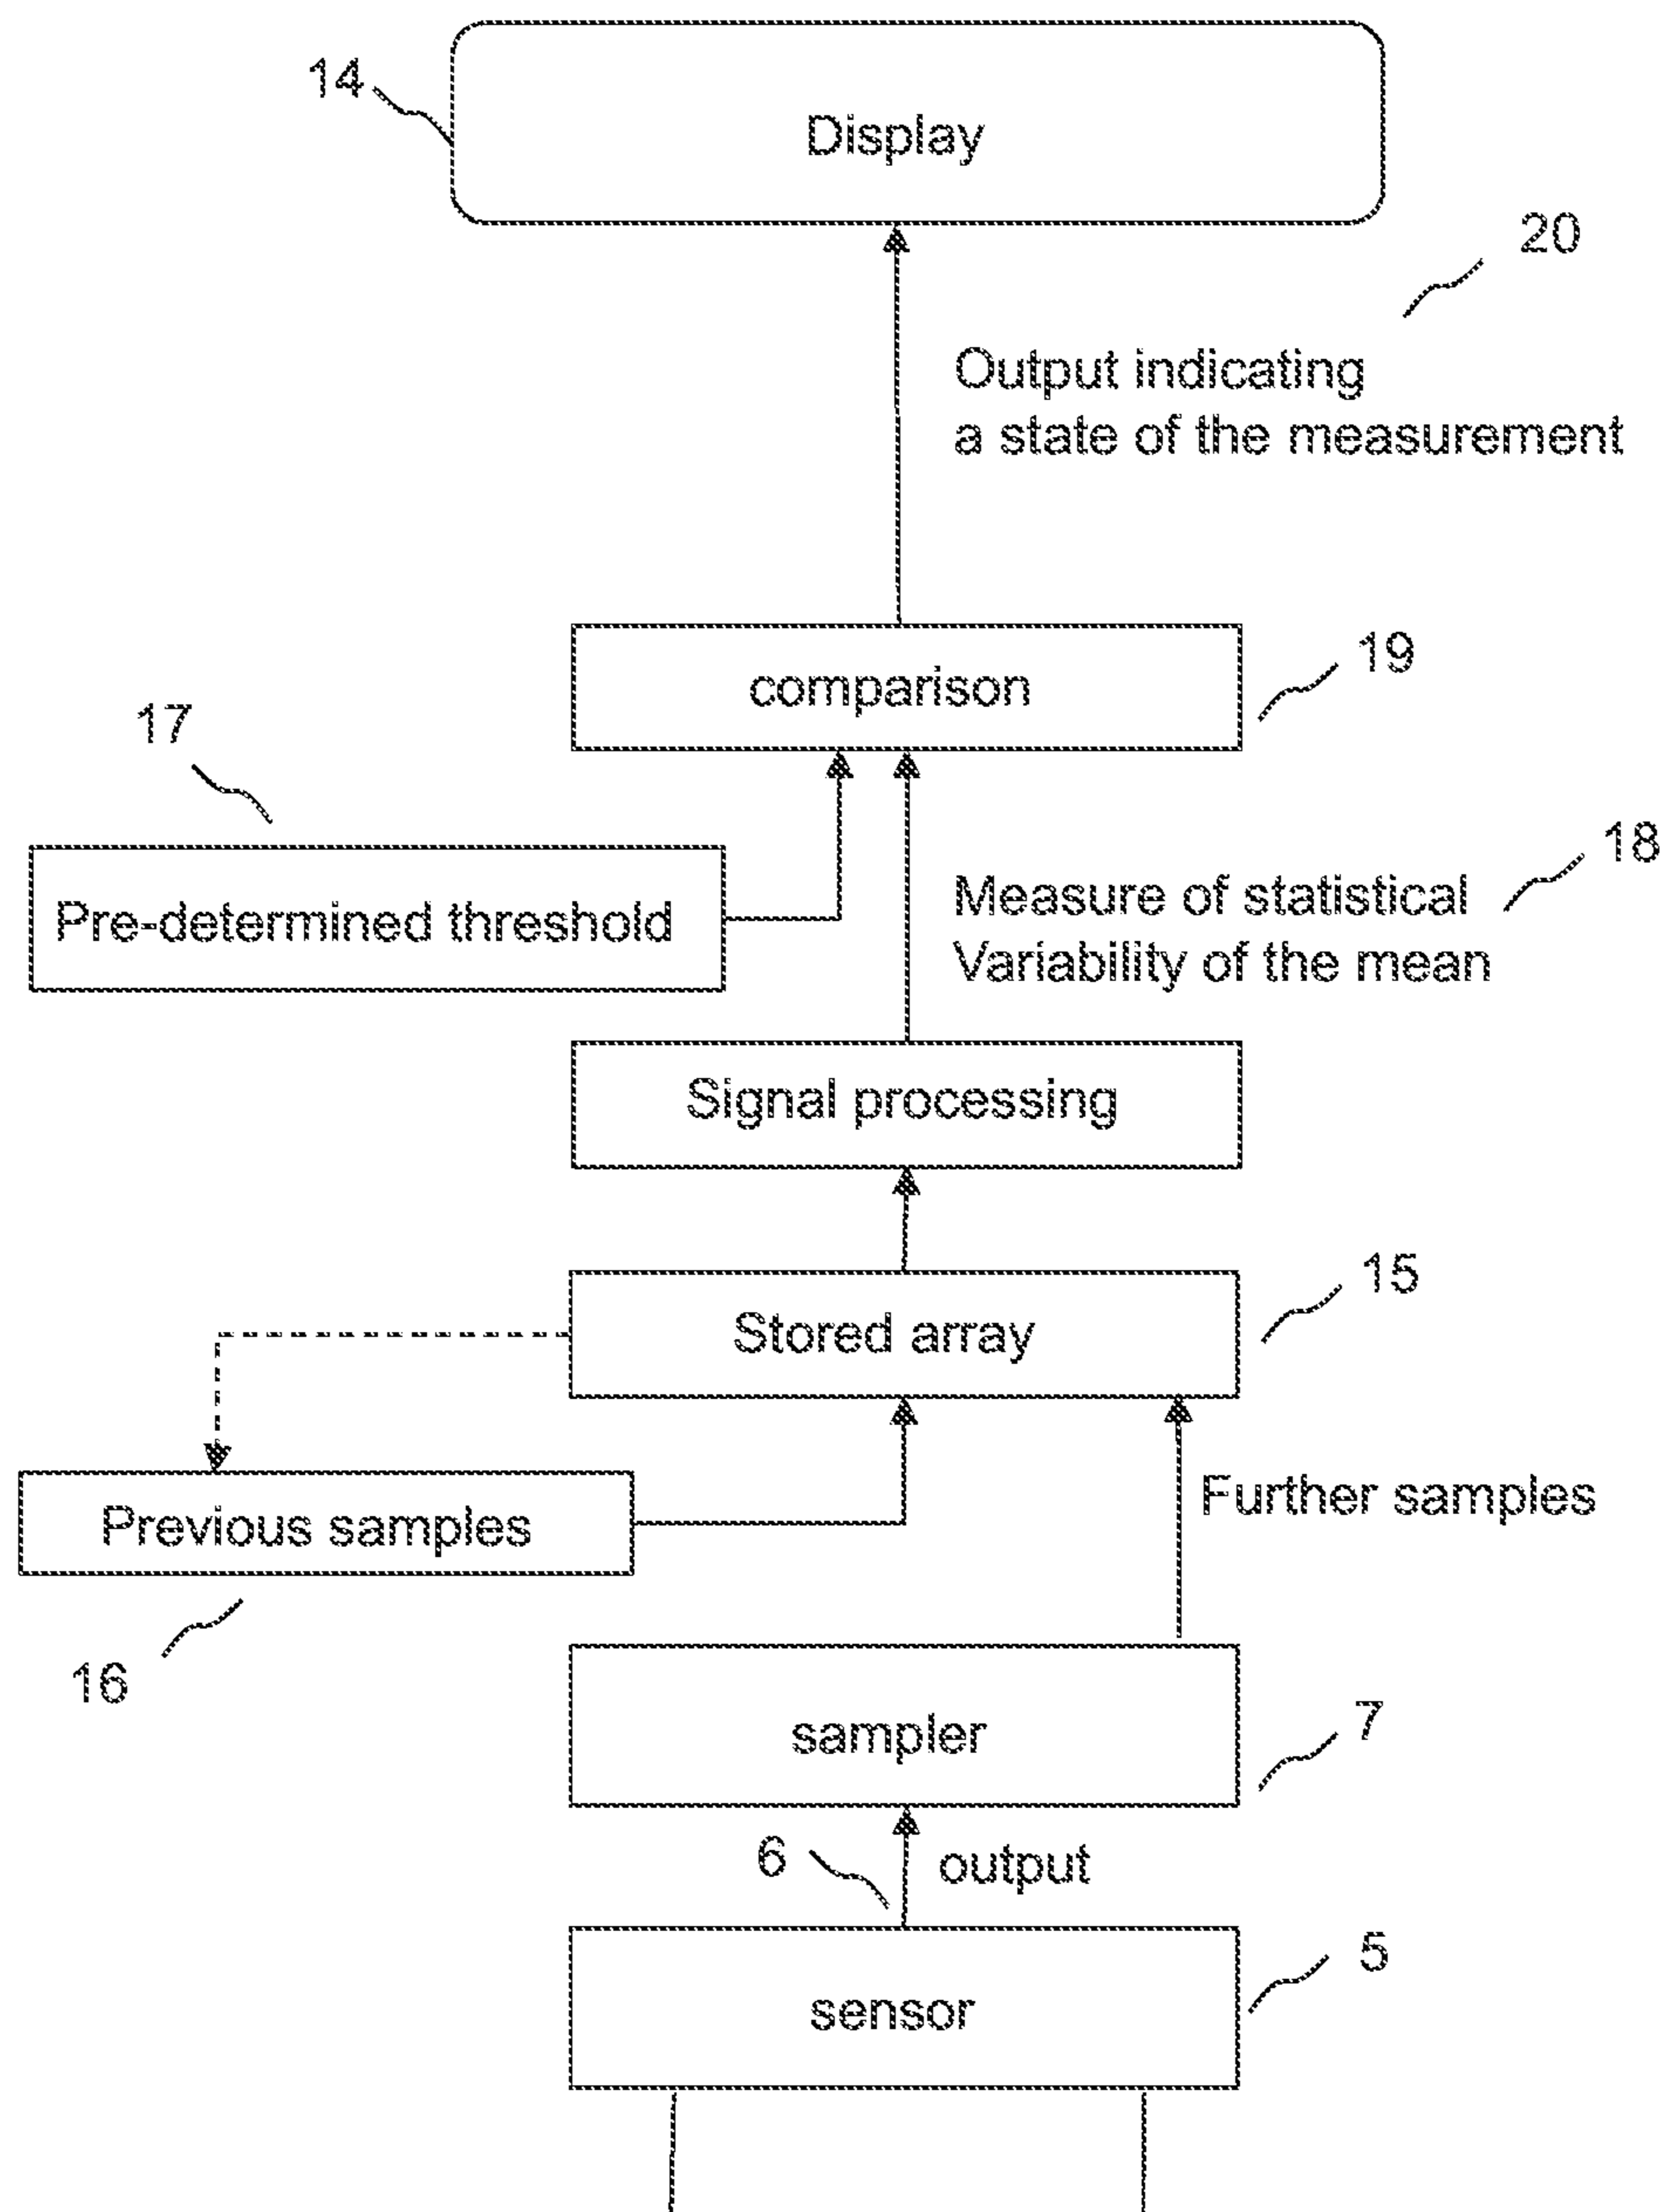 14
Display
20
Output indicating
a state of the measurement
comparison
19
17
Pre-determined threshold
18
Measure of statistical
Variability of the mean
Signal processing
Stored array
15
Previous samples
Further samples
16
sampler
7
6
output
sensor
5